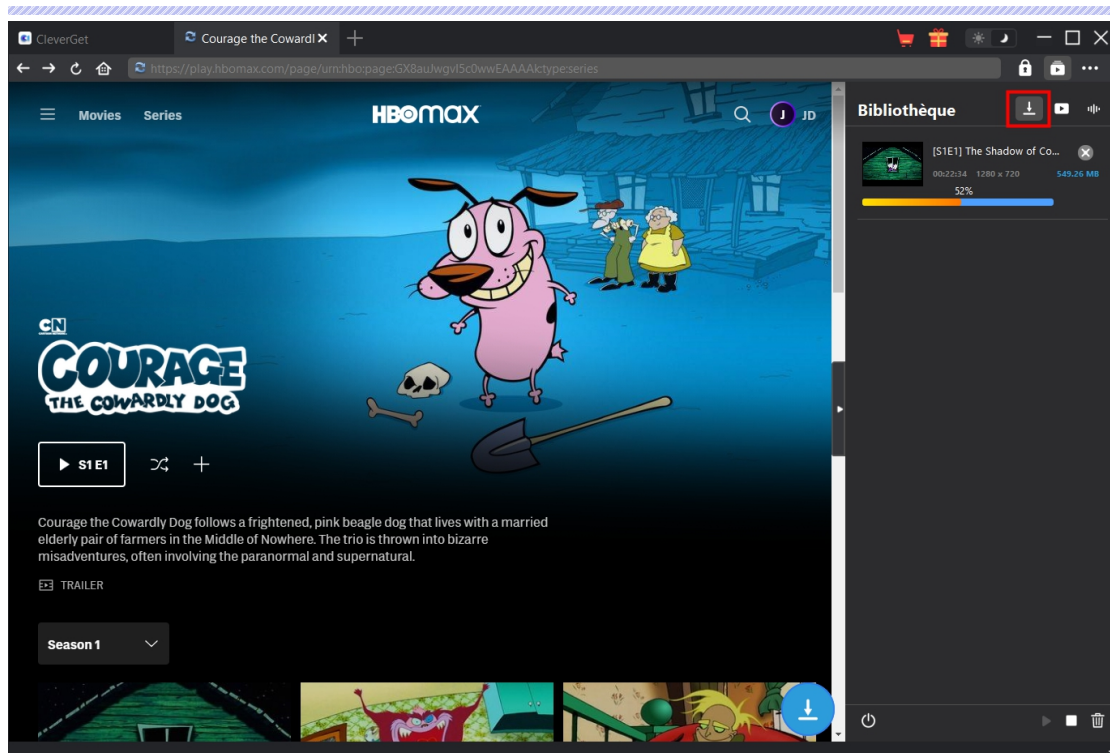 CleverGet
Courage the Cowardl
https://play.hbomax.com/page/urn:hbo:page:GX8auJwgvI5c0wwEAAAAk:type:series
Movies Series HBOmax J JD
Bibliothèque
[S1E1] The Shadow of Co...
00:22:34 1280 x 720 549.26 MB
52%
CN
COURAGE
THE COWARDLY DOG
S1 E1
Courage the Cowardly Dog follows a frightened, pink beagle dog that lives with a married
elderly pair of farmers in the Middle of Nowhere. The trio is thrown into bizarre
misadventures, often involving the paranormal and supernatural.
TRAILER
Season 1